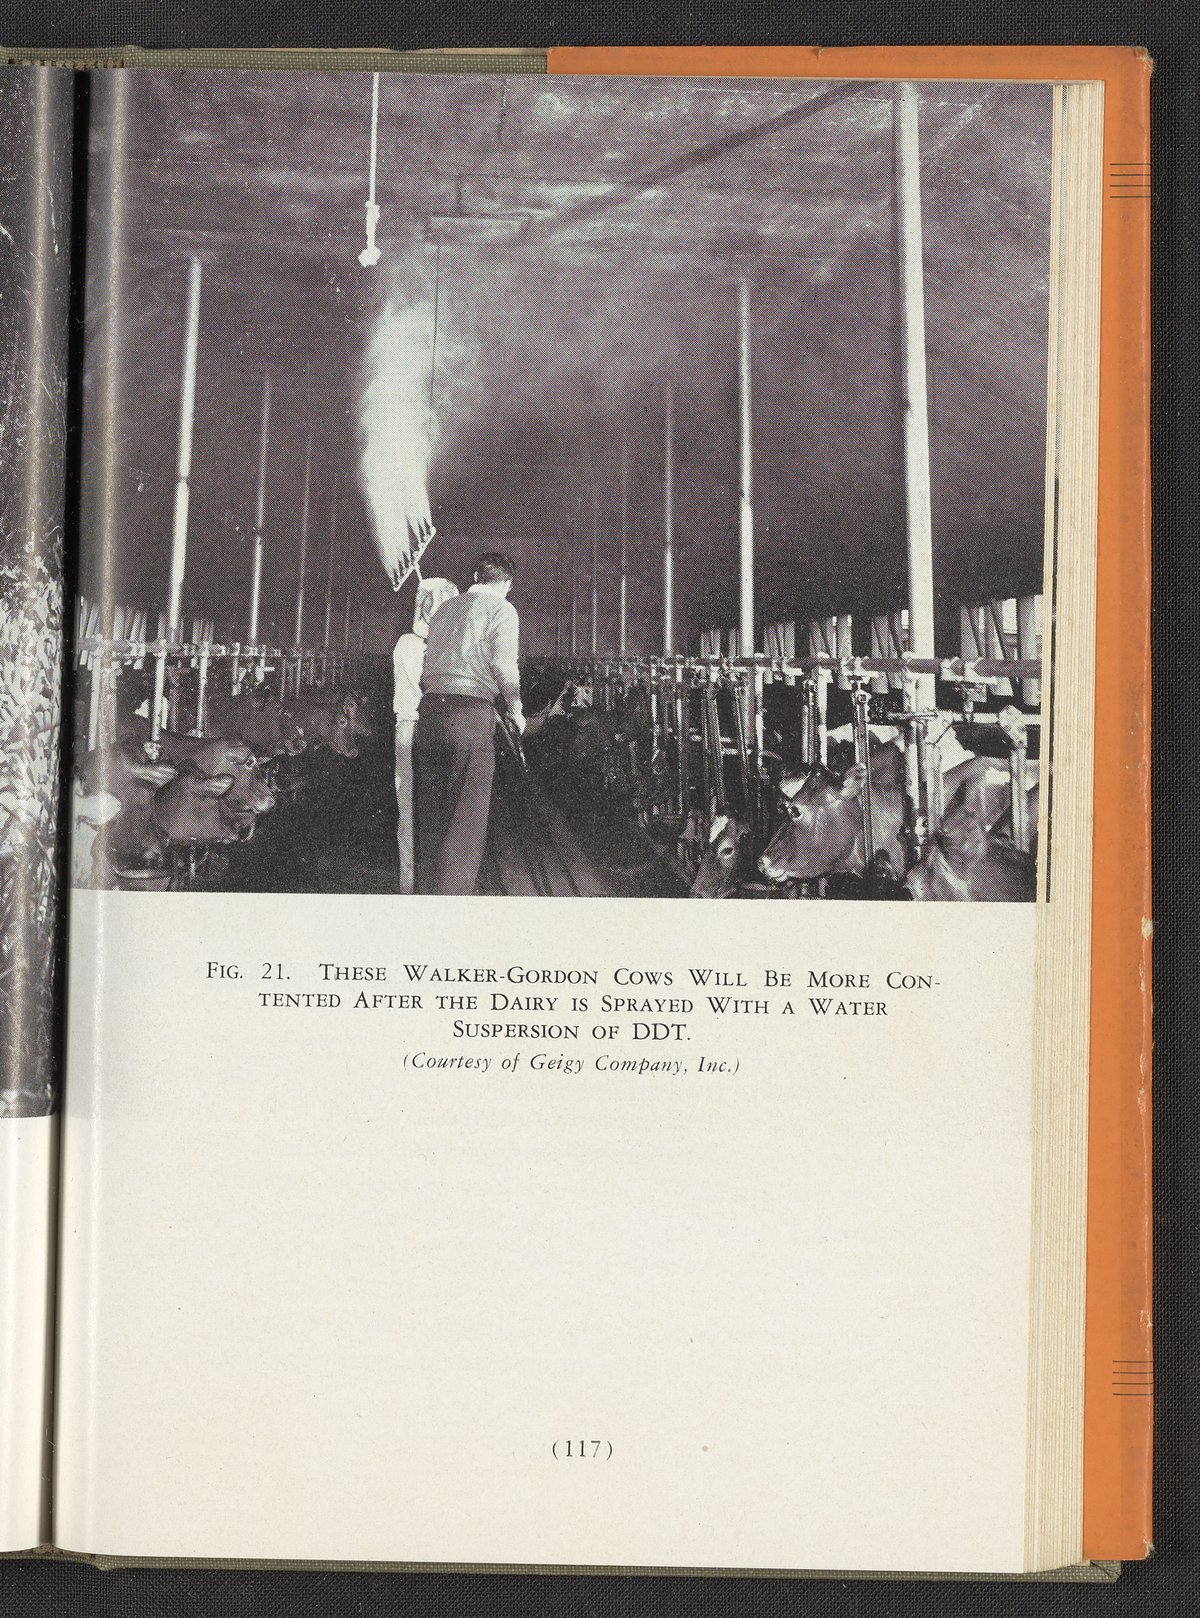 Fig. 21. These Walker-Gordon Cows Will Be More Con-
tented After the Dairy is Sprayed With a Water
Suspersion of DDT.
(Courtesy of Geigy Company, Inc.)
(117)